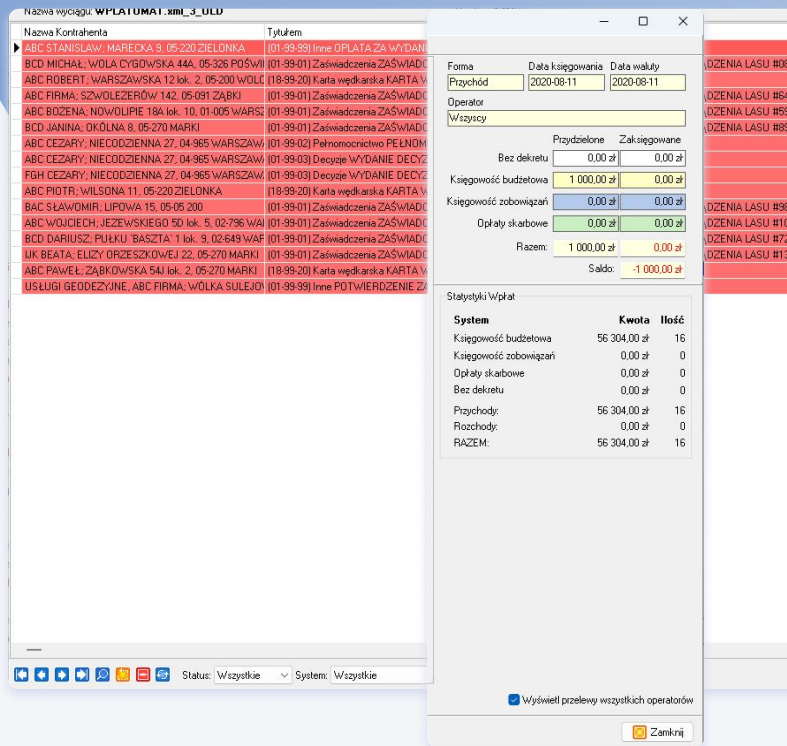 Nazwa wyciągu: WPLATOMAT.xml_3_OLD
Nazwa Kontrahenta Tytułem
ABC STANISŁAW; MARECKA 9, 05-220 ZIELONKA (01-99-99) Inne OPŁATA ZA WYDAN
BCD MICHAŁ; WOLA CYGOWSKA 44A, 05-326 POŚWI (01-99-01) Zaświadczenia ZAŚWIADC DZENIA LASU #08
ABC ROBERT; WARSZAWSKA 12 lok. 2, 05-200 WOŁO (18-99-20) Karta wędkarska KARTA W
ABC FIRMA; SZWOLEŻERÓW 142, 05-091 ZĄBKI (01-99-01) Zaświadczenia ZAŚWIADC DZENIA LASU #64
ABC BOŻENA; NOWOLIPIE 18A lok. 10, 01-005 WARSZ (01-99-01) Zaświadczenia ZAŚWIADC DZENIA LASU #59
BCD JANINA; OKÓLNA 8, 05-270 MARKI (01-99-01) Zaświadczenia ZAŚWIADC DZENIA LASU #89
ABC CEZARY; NIECODZIENNA 27, 04-965 WARSZAW (01-99-02) Pełnomocnictwo PEŁNOM
ABC CEZARY; NIECODZIENNA 27, 04-965 WARSZAW (01-99-03) Decyzje WYDANIE DECYZ
FGH CEZARY; NIECODZIENNA 27, 04-965 WARSZAW (01-99-03) Decyzje WYDANIE DECYZ
ABC PIOTR; WILSONA 11, 05-220 ZIELONKA (18-99-20) Karta wędkarska KARTA W
BAC SŁAWOMIR; LIPOWA 15, 05-05 200 (01-99-01) Zaświadczenia ZAŚWIADC DZENIA LASU #98
ABC WOJCIECH; JEŻEWSKIEGO 5D lok. 5, 02-796 WAR (01-99-01) Zaświadczenia ZAŚWIADC DZENIA LASU #10
BCD DARIUSZ; PUŁKU 'BASZTA' 1 lok. 9, 02-649 WAR (01-99-01) Zaświadczenia ZAŚWIADC DZENIA LASU #72
IJK BEATA; ELIZY ORZESZKOWEJ 22, 05-270 MARKI (01-99-01) Zaświadczenia ZAŚWIADC DZENIA LASU #13
ABC PAWEŁ; ZĄBKOWSKA 54J lok. 2, 05-270 MARKI (18-99-20) Karta wędkarska KARTA W
USŁUGI GEODEZYJNE, ABC FIRMA; WÓLKA SULEJO (01-99-99) Inne POTWIERDZENIE ZA
Forma Data księgowania Data waluty
Przychód 2020-08-11 2020-08-11
Operator
Wszyscy
Przydzielone Zaksięgowane
Bez dekretu 0,00 zł 0,00 zł
Księgowość budżetowa 1 000,00 zł 0,00 zł
Księgowość zobowiązań 0,00 zł 0,00 zł
Opłaty skarbowe 0,00 zł 0,00 zł
Razem: 1 000,00 zł 0,00 zł
Saldo: -1 000,00 zł
Statystyki Wpłat
System Kwota Ilość
Księgowość budżetowa 56 304,00 zł 16
Księgowość zobowiązań 0,00 zł 0
Opłaty skarbowe 0,00 zł 0
Bez dekretu 0,00 zł 0
Przychody: 56 304,00 zł 16
Rozchody: 0,00 zł 0
RAZEM: 56 304,00 zł 16
Status: Wszystkie System: Wszystkie
Wyświetl przelewy wszystkich operatorów
Zamknij